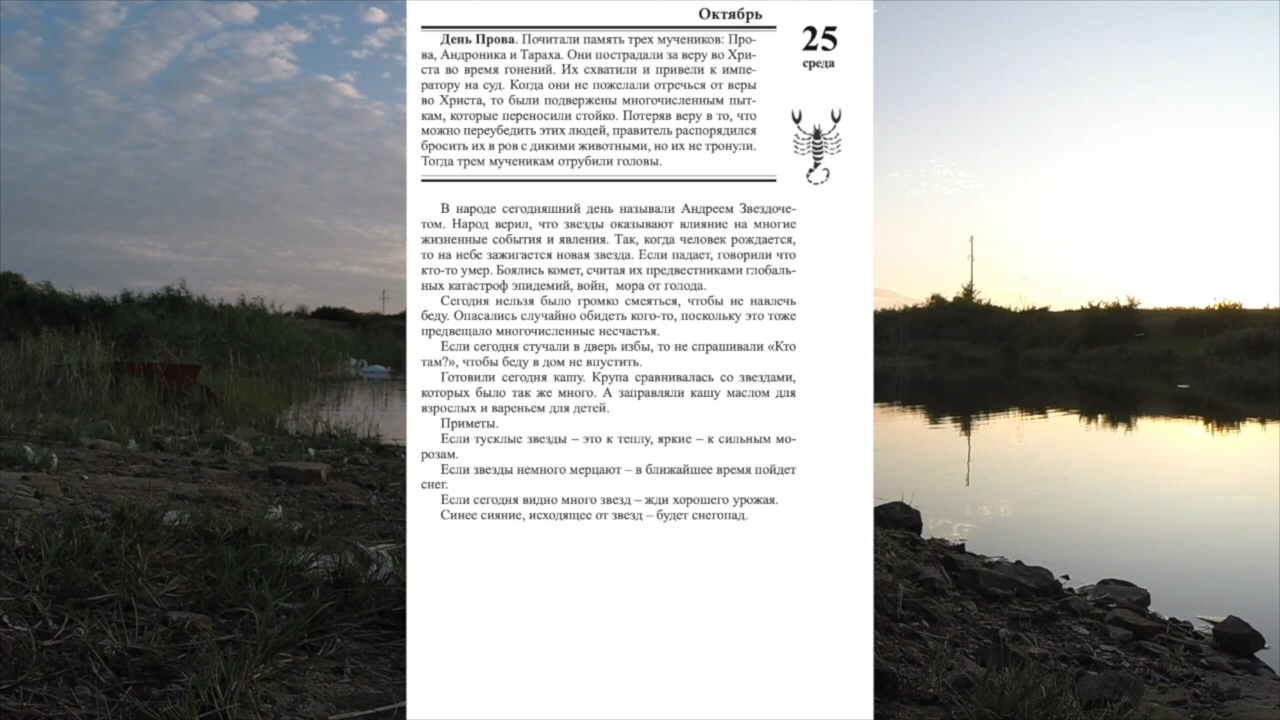 Октябрь
25
среда
День Прова. Почитали память трех мучеников: Про-
ва, Андроника и Тараха. Они пострадали за веру во Хри-
ста во время гонений. Их схватили и привели к импе-
ратору на суд. Когда они не пожелали отречься от веры
во Христа, то были подвержены многочисленным пыт-
кам, которые переносили стойко. Потеряв веру в то, что
можно переубедить этих людей, правитель распорядился
бросить их в ров с дикими животными, но их не тронули.
Тогда трем мученикам отрубили головы.
В народе сегодняшний день называли Андреем Звездоче-
том. Народ верил, что звезды оказывают влияние на многие
жизненные события и явления. Так, когда человек рождается,
то на небе зажигается новая звезда. Если падает, говорили что
кто-то умер. Боялись комет, считая их предвестниками глобаль-
ных катастроф эпидемий, войн, мора от голода.
Сегодня нельзя было громко смеяться, чтобы не навлечь
беду. Опасались случайно обидеть кого-то, поскольку это тоже
предвещало многочисленные несчастья.
Если сегодня стучали в дверь избы, то не спрашивали «Кто
там?», чтобы беду в дом не впустить.
Готовили сегодня кашу. Крупа сравнивалась со звездами,
которых было так же много. А заправляли кашу маслом для
взрослых и вареньем для детей.
Приметы.
Если тусклые звезды – это к теплу, яркие – к сильным мо-
розам.
Если звезды немного мерцают – в ближайшее время пойдет
снег.
Если сегодня видно много звезд – жди хорошего урожая.
Синее сияние, исходящее от звезд – будет снегопад.